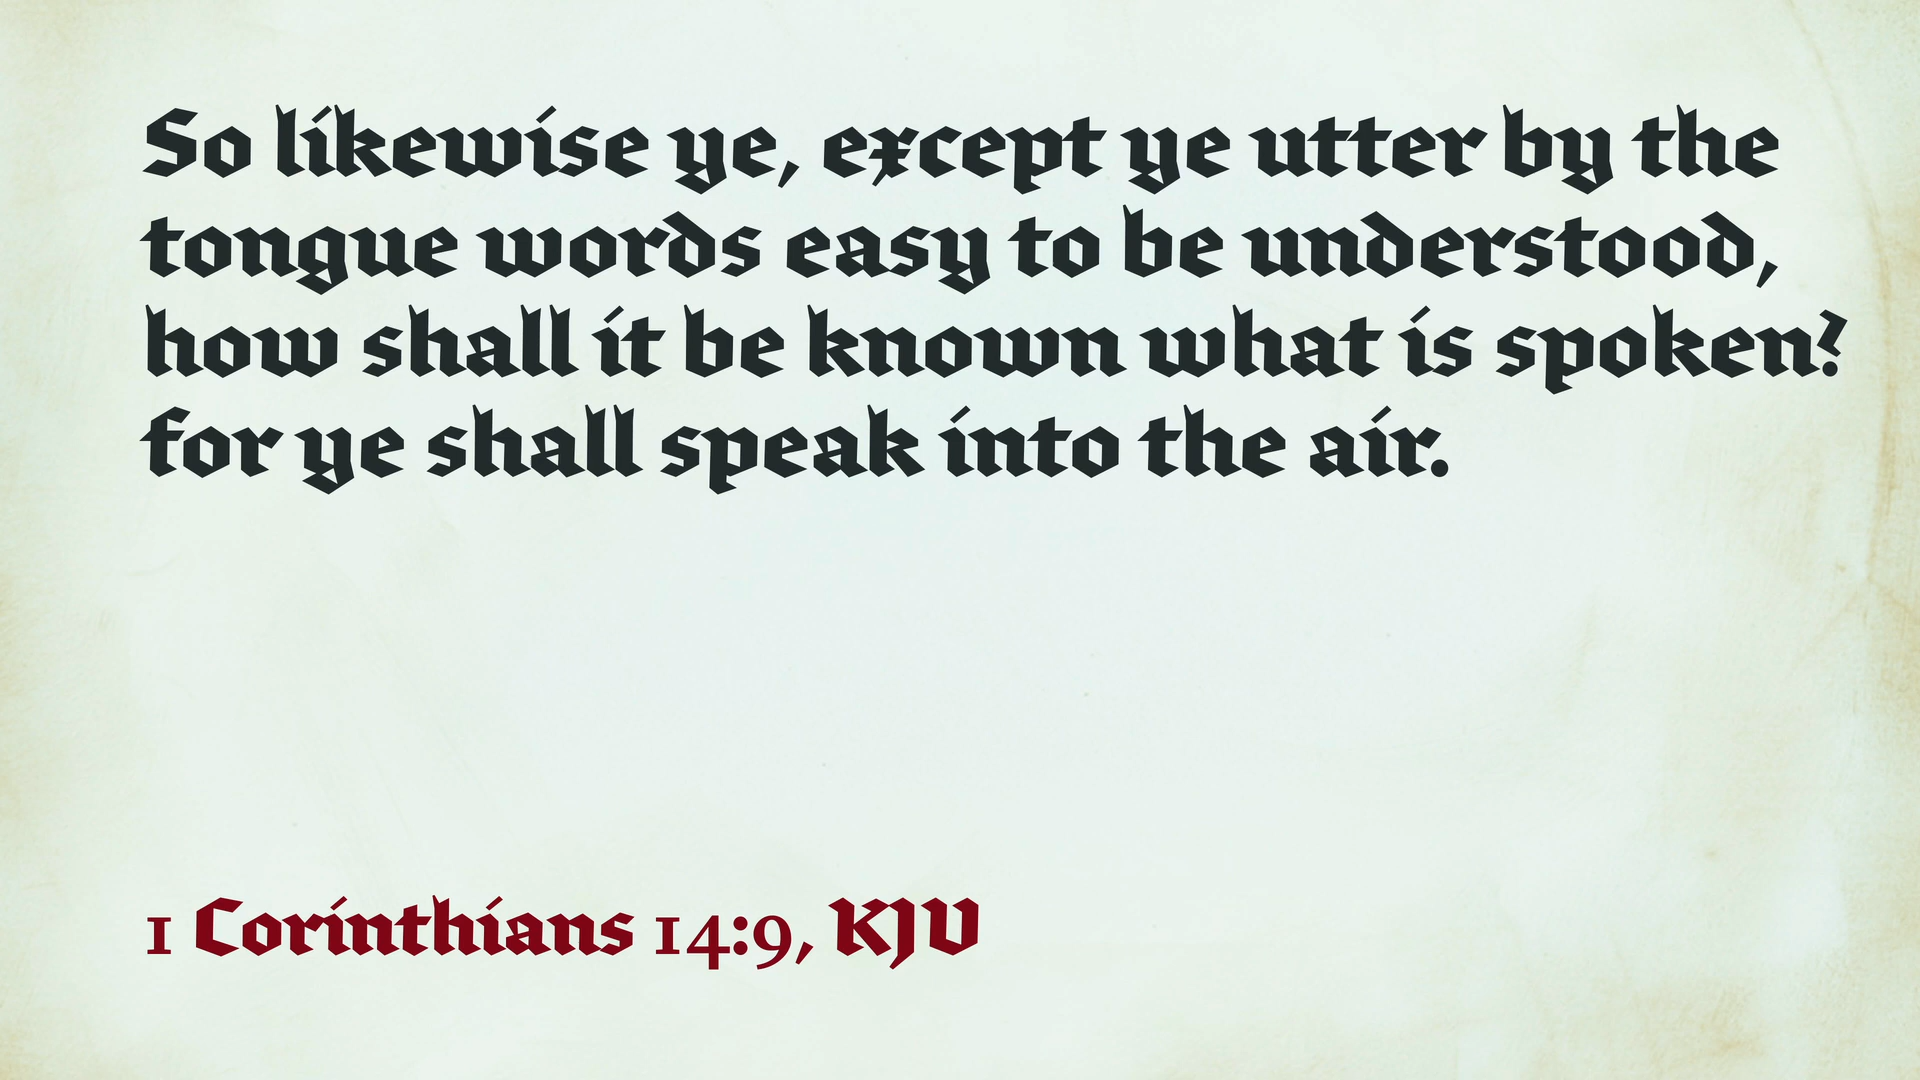 So likewise ye, except ye utter by the
tongue words easy to be understood,
how shall it be known what is spoken?
for ye shall speak into the air.
1 Corinthians 14:9, KJV